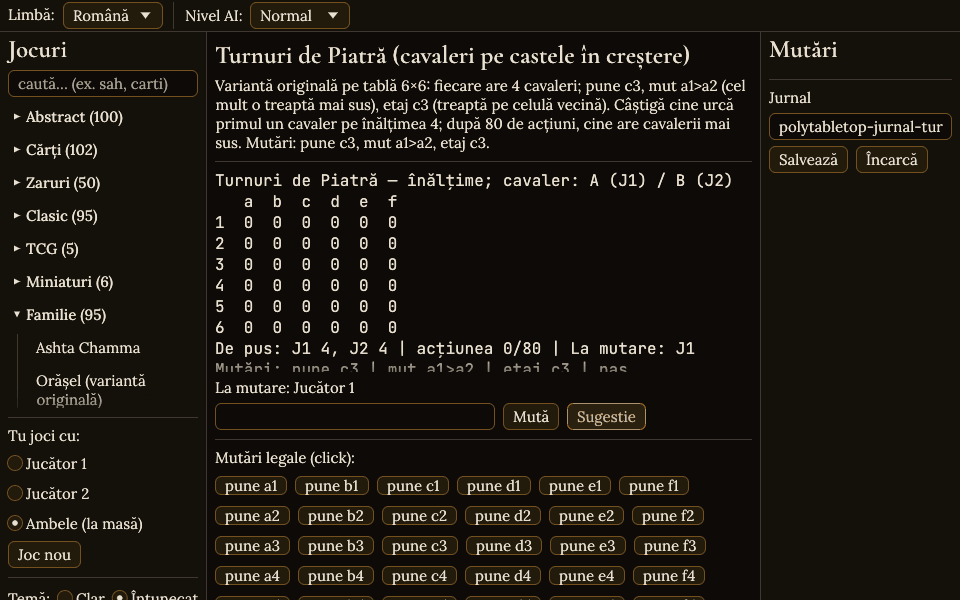 Limbă: Română Nivel AI: Normal
Jocuri
caută... (ex. sah, carti)
Abstract (100)
Cărți (102)
Zaruri (50)
Clasic (95)
TCG (5)
Miniaturi (6)
Familie (95)
Ashta Chamma
Orășel (variantă
originală)
Tu joci cu:
Jucător 1
Jucător 2
Ambele (la masă)
Joc nou
Temă: Clar Întunecat
Turnuri de Piatră (cavaleri pe castele în creștere)
Variantă originală pe tablă 6×6: fiecare are 4 cavaleri; pune c3, mut a1>a2 (cel
mult o treaptă mai sus), etaj c3 (treaptă pe celulă vecină). Câștigă cine urcă
primul un cavaler pe înălțimea 4; după 80 de acțiuni, cine are cavalerii mai
sus. Mutări: pune c3, mut a1>a2, etaj c3.
Turnuri de Piatră — înălțime; cavaler: A (J1) / B (J2)
a b c d e f
1 0 0 0 0 0 0
2 0 0 0 0 0 0
3 0 0 0 0 0 0
4 0 0 0 0 0 0
5 0 0 0 0 0 0
6 0 0 0 0 0 0
De pus: J1 4, J2 4 | acțiunea 0/80 | La mutare: J1
Mutări: pune c3 | mut a1>a2 | etaj c3 | pas
La mutare: Jucător 1
Mută Sugestie
Mutări legale (click):
pune a1 pune b1 pune c1 pune d1 pune e1 pune f1
pune a2 pune b2 pune c2 pune d2 pune e2 pune f2
pune a3 pune b3 pune c3 pune d3 pune e3 pune f3
pune a4 pune b4 pune c4 pune d4 pune e4 pune f4
Mutări
Jurnal
polytabletop-jurnal-tur
Salvează Încarcă